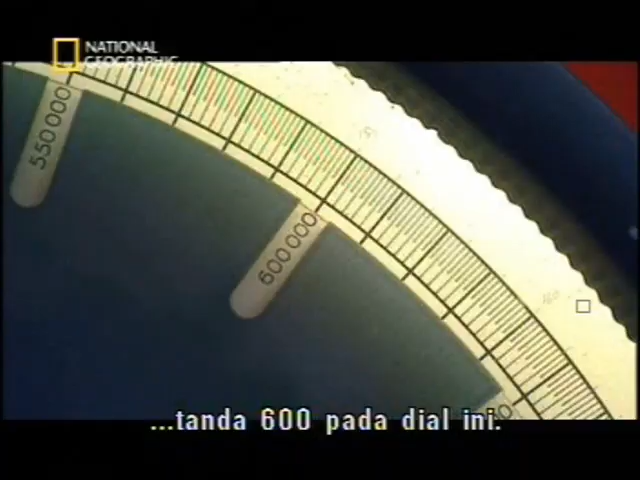 NATIONAL
GEOGRAPHIC
550000
600000
...tanda 600 pada dial ini.